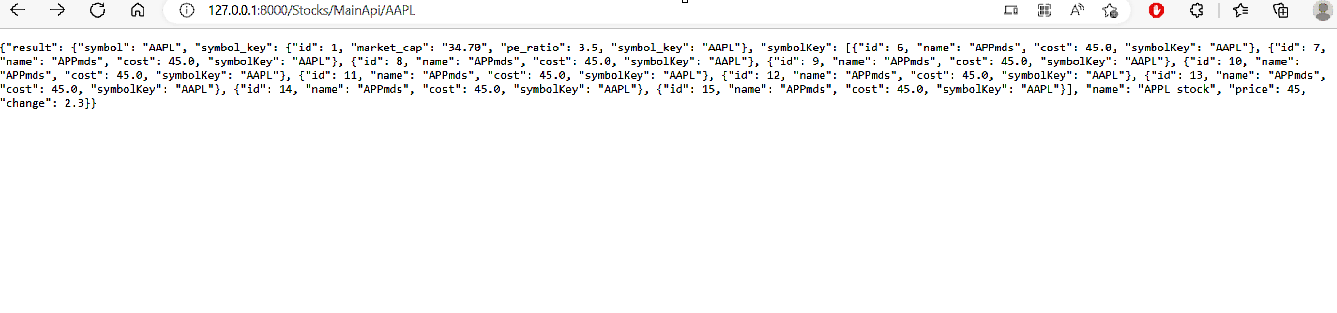 127.0.0.1:8000/Stocks/MainApi/AAPL
{"result": {"symbol": "AAPL", "symbol_key": {"id": 1, "market_cap": "34.70", "pe_ratio": 3.5, "symbol_key": "AAPL"}, "symbolKey": [{"id": 6, "name": "APPmds", "cost": 45.0, "symbolKey": "AAPL"}, {"id": 7,
"name": "APPmds", "cost": 45.0, "symbolKey": "AAPL"}, {"id": 8, "name": "APPmds", "cost": 45.0, "symbolKey": "AAPL"}, {"id": 9, "name": "APPmds", "cost": 45.0, "symbolKey": "AAPL"}, {"id": 10, "name":
"APPmds", "cost": 45.0, "symbolKey": "AAPL"}, {"id": 11, "name": "APPmds", "cost": 45.0, "symbolKey": "AAPL"}, {"id": 12, "name": "APPmds", "cost": 45.0, "symbolKey": "AAPL"}, {"id": 13, "name": "APPmds",
"cost": 45.0, "symbolKey": "AAPL"}, {"id": 14, "name": "APPmds", "cost": 45.0, "symbolKey": "AAPL"}, {"id": 15, "name": "APPmds", "cost": 45.0, "symbolKey": "AAPL"}], "name": "APPL stock", "price": 45,
"change": 2.3}}